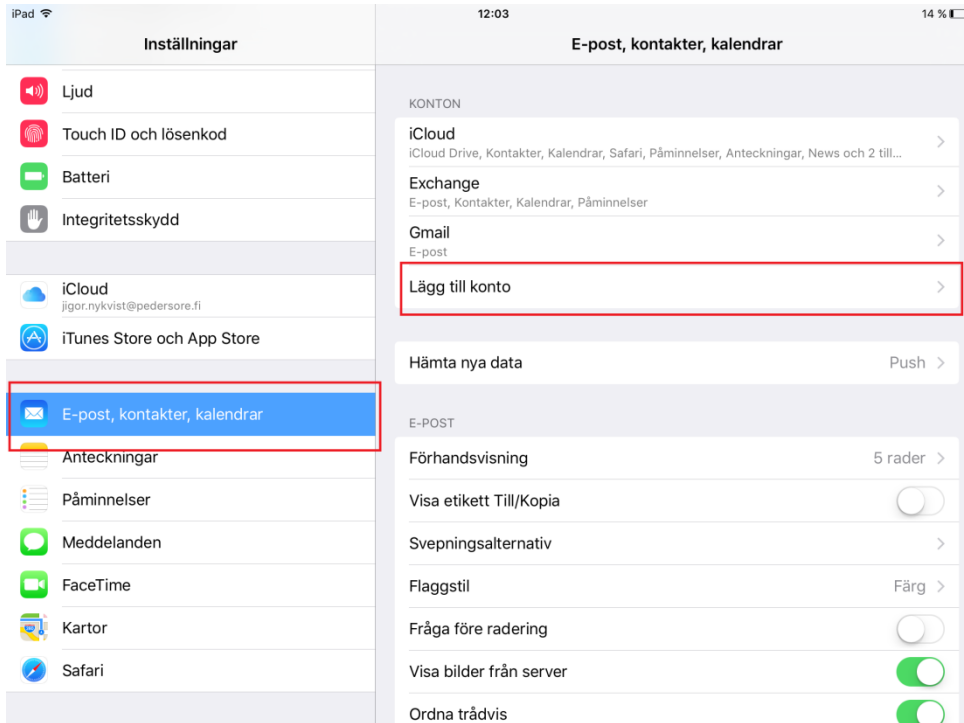 iPad 12:03 14 %
Inställningar
Ljud
Touch ID och lösenkod
Batteri
Integritetsskydd
iCloud
jigor.nykvist@pedersore.fi
iTunes Store och App Store
E-post, kontakter, kalendrar
Anteckningar
Påminnelser
Meddelanden
FaceTime
Kartor
Safari
E-post, kontakter, kalendrar
KONTON
iCloud
iCloud Drive, Kontakter, Kalendrar, Safari, Påminnelser, Anteckningar, News och 2 till...
Exchange
E-post, Kontakter, Kalendrar, Påminnelser
Gmail
E-post
Lägg till konto
Hämta nya data Push
E-POST
Förhandsvisning 5 rader
Visa etikett Till/Kopia
Svepningsalternativ
Flaggstil Färg
Fråga före radering
Visa bilder från server
Ordna trådvis